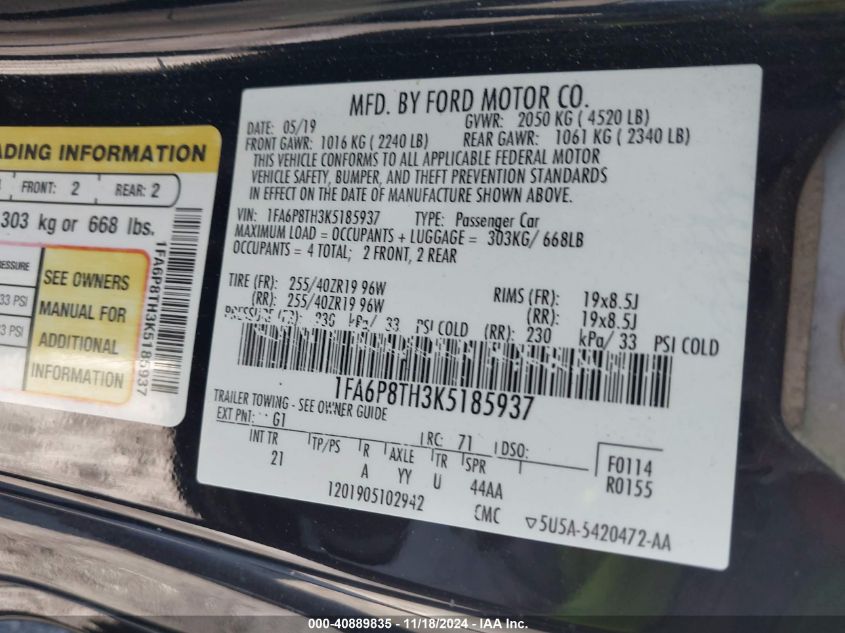 ADING INFORMATION
FRONT: 2 REAR: 2
303 kg or 668 lbs.
33 PSI
SEE OWNERS
MANUAL FOR
ADDITIONAL
INFORMATION
1FA6P8TH3K5185937
MFD. BY FORD MOTOR CO.
DATE: 05/19 GVWR: 2050 KG ( 4520 LB)
FRONT GAWR: 1016 KG ( 2240 LB) REAR GAWR: 1061 KG ( 2340 LB)
THIS VEHICLE CONFORMS TO ALL APPLICABLE FEDERAL MOTOR
VEHICLE SAFETY, BUMPER, AND THEFT PREVENTION STANDARDS
IN EFFECT ON THE DATE OF MANUFACTURE SHOWN ABOVE.
VIN: 1FA6P8TH3K5185937 TYPE: Passenger Car
MAXIMUM LOAD = OCCUPANTS + LUGGAGE = 303KG/ 668LB
OCCUPANTS = 4 TOTAL; 2 FRONT, 2 REAR
TIRE (FR): 255/40ZR19 96W RIMS (FR): 19x8.5J
(RR): 255/40ZR19 96W (RR): 19x8.5J
kPa/ 33 PSI COLD (RR): 230 kPa/ 33 PSI COLD
1FA6P8TH3K5185937
TRAILER TOWING - SEE OWNER GUIDE
EXT PNT: G1 RC: 71 DSO:
INT TR TP/PS R AXLE TR SPR F0114
21 A YY U 44AA R0155
1201905102942 CMC ▽5U5A-5420472-AA
000-40889835 - 11/18/2024 - IAA, Inc.